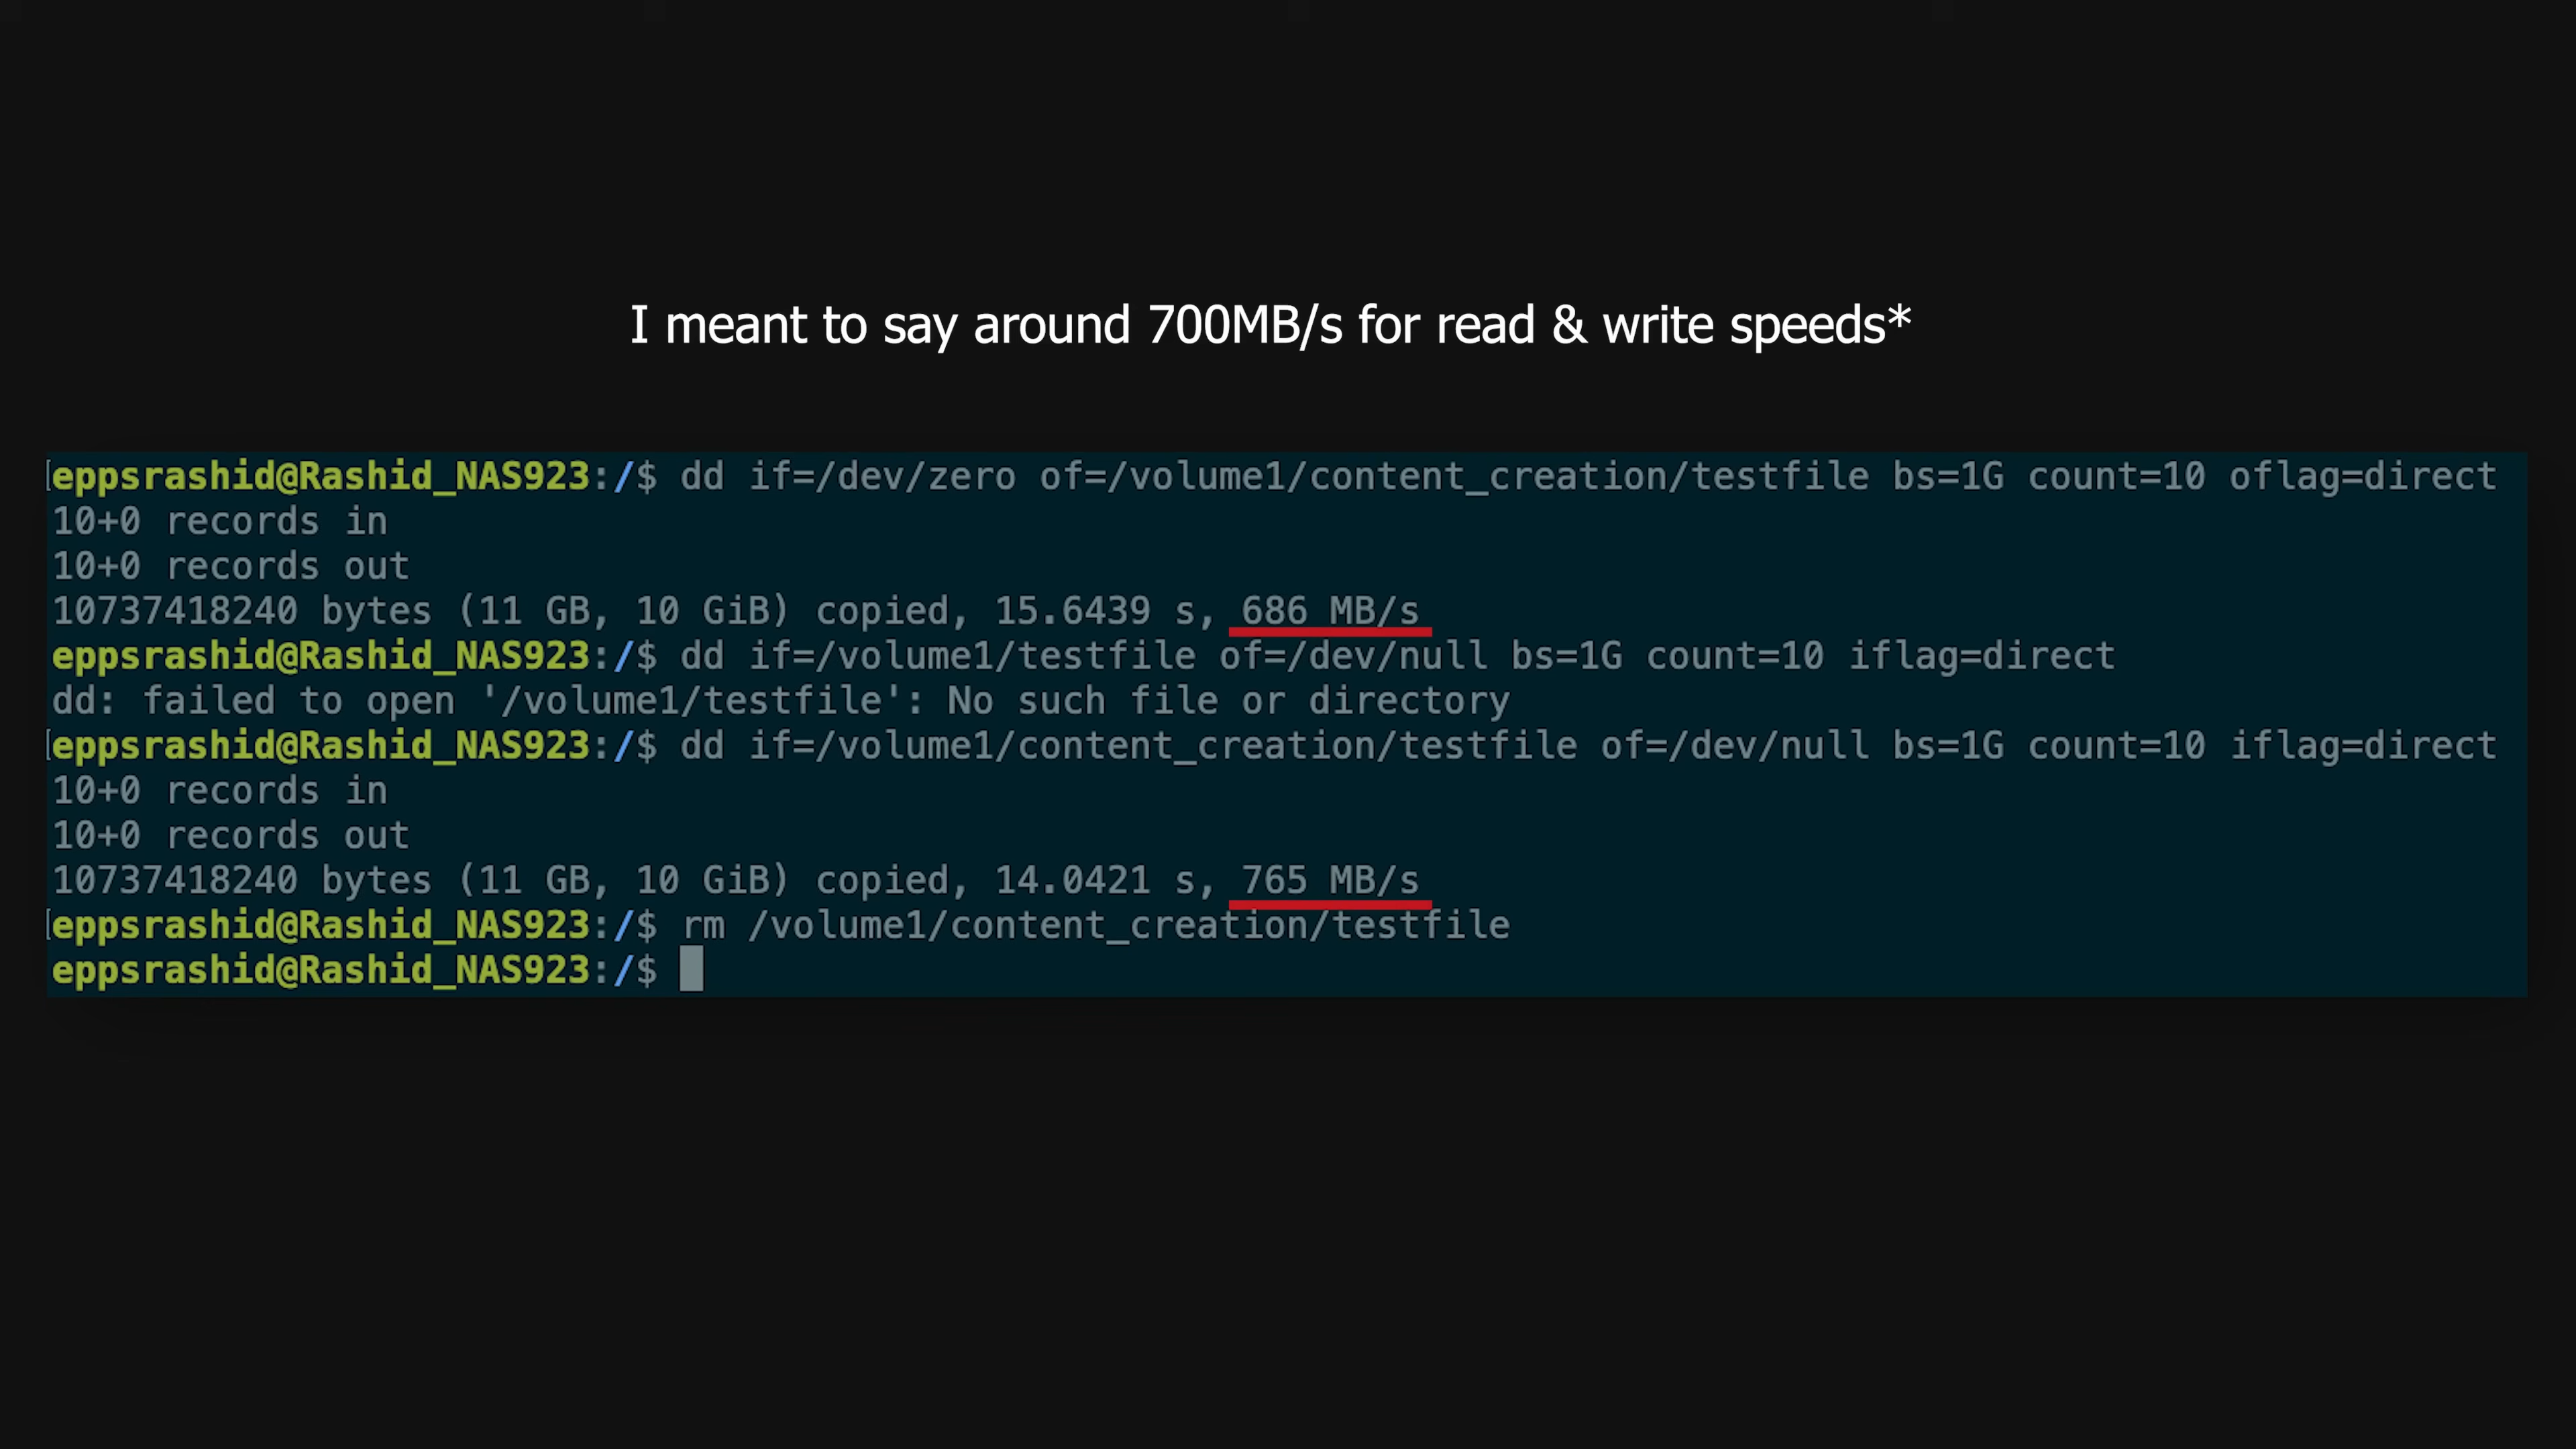 I meant to say around 700MB/s for read & write speeds*
[eppsrashid@Rashid_NAS923:/$ dd if=/dev/zero of=/volume1/content_creation/testfile bs=1G count=10 oflag=direct
10+0 records in
10+0 records out
10737418240 bytes (11 GB, 10 GiB) copied, 15.6439 s, 686 MB/s
eppsrashid@Rashid_NAS923:/$ dd if=/volume1/testfile of=/dev/null bs=1G count=10 iflag=direct
dd: failed to open '/volume1/testfile': No such file or directory
[eppsrashid@Rashid_NAS923:/$ dd if=/volume1/content_creation/testfile of=/dev/null bs=1G count=10 iflag=direct
10+0 records in
10+0 records out
10737418240 bytes (11 GB, 10 GiB) copied, 14.0421 s, 765 MB/s
[eppsrashid@Rashid_NAS923:/$ rm /volume1/content_creation/testfile
eppsrashid@Rashid_NAS923:/$